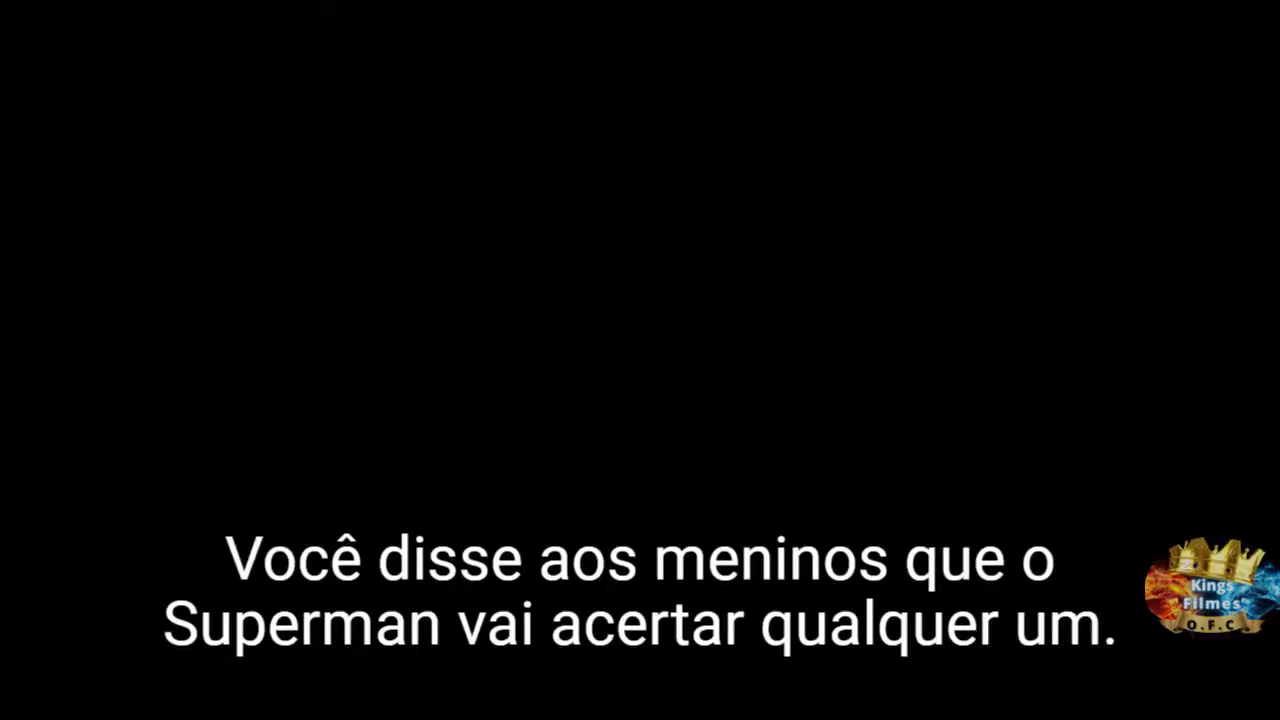 Você disse aos meninos que o
Superman vai acertar qualquer um.
Kings
Filmes
O.F.C